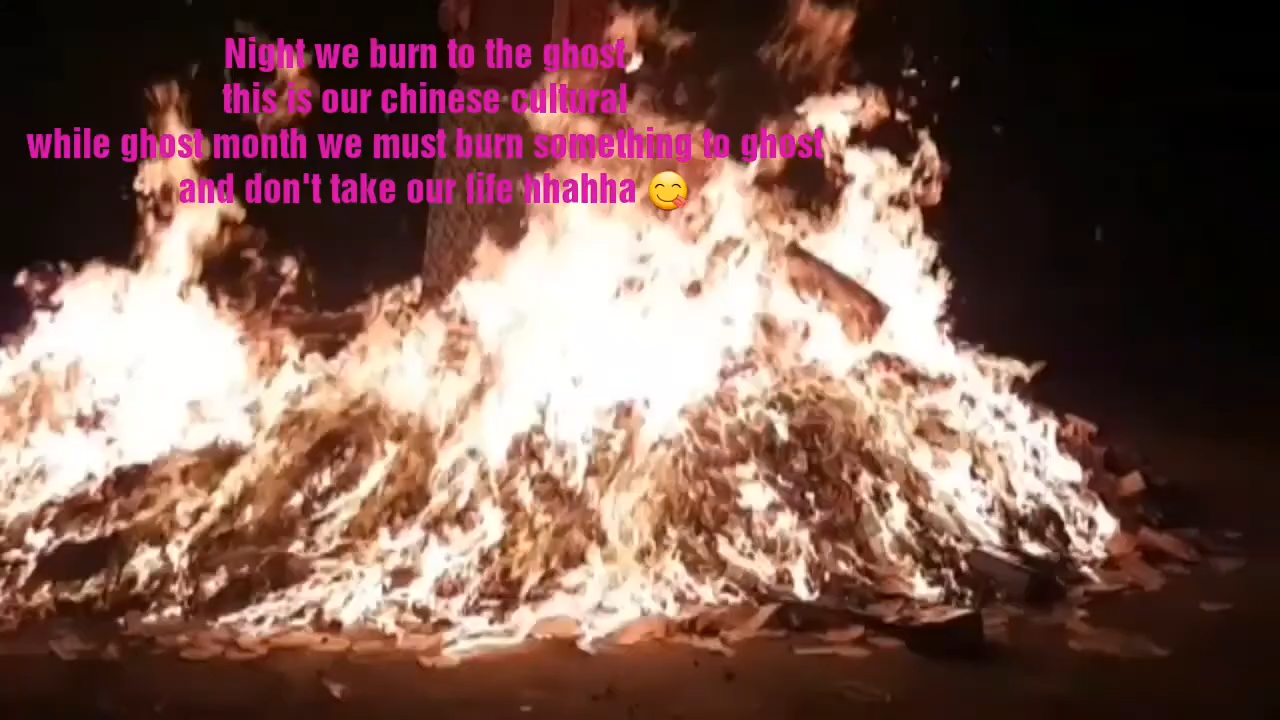 Night we burn to the ghost
this is our chinese cultural
while ghost month we must burn something to ghost
and don't take our life hhahha 😋